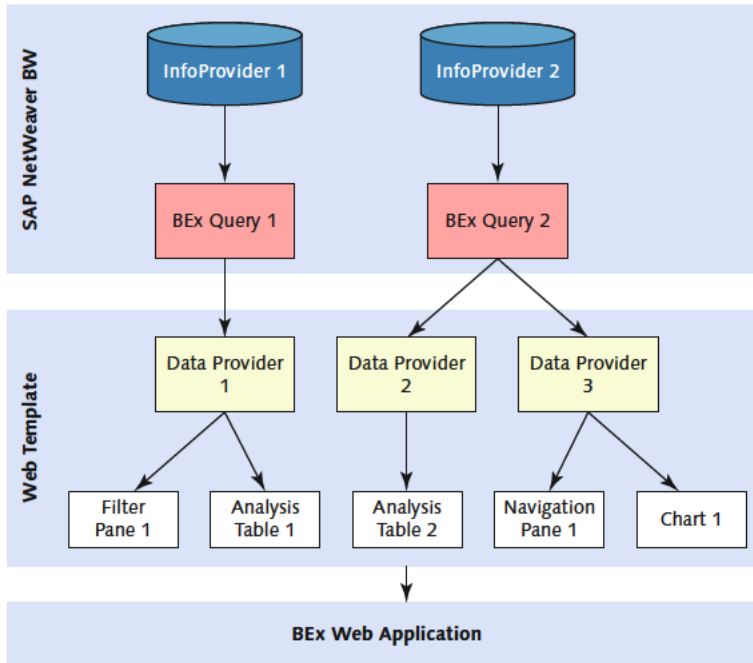 SAP NetWeaver BW
InfoProvider 1
InfoProvider 2
BEx Query 1
BEx Query 2
Web Template
Data Provider
1
Data Provider
2
Data Provider
3
Filter
Pane 1
Analysis
Table 1
Analysis
Table 2
Navigation
Pane 1
Chart 1
BEx Web Application